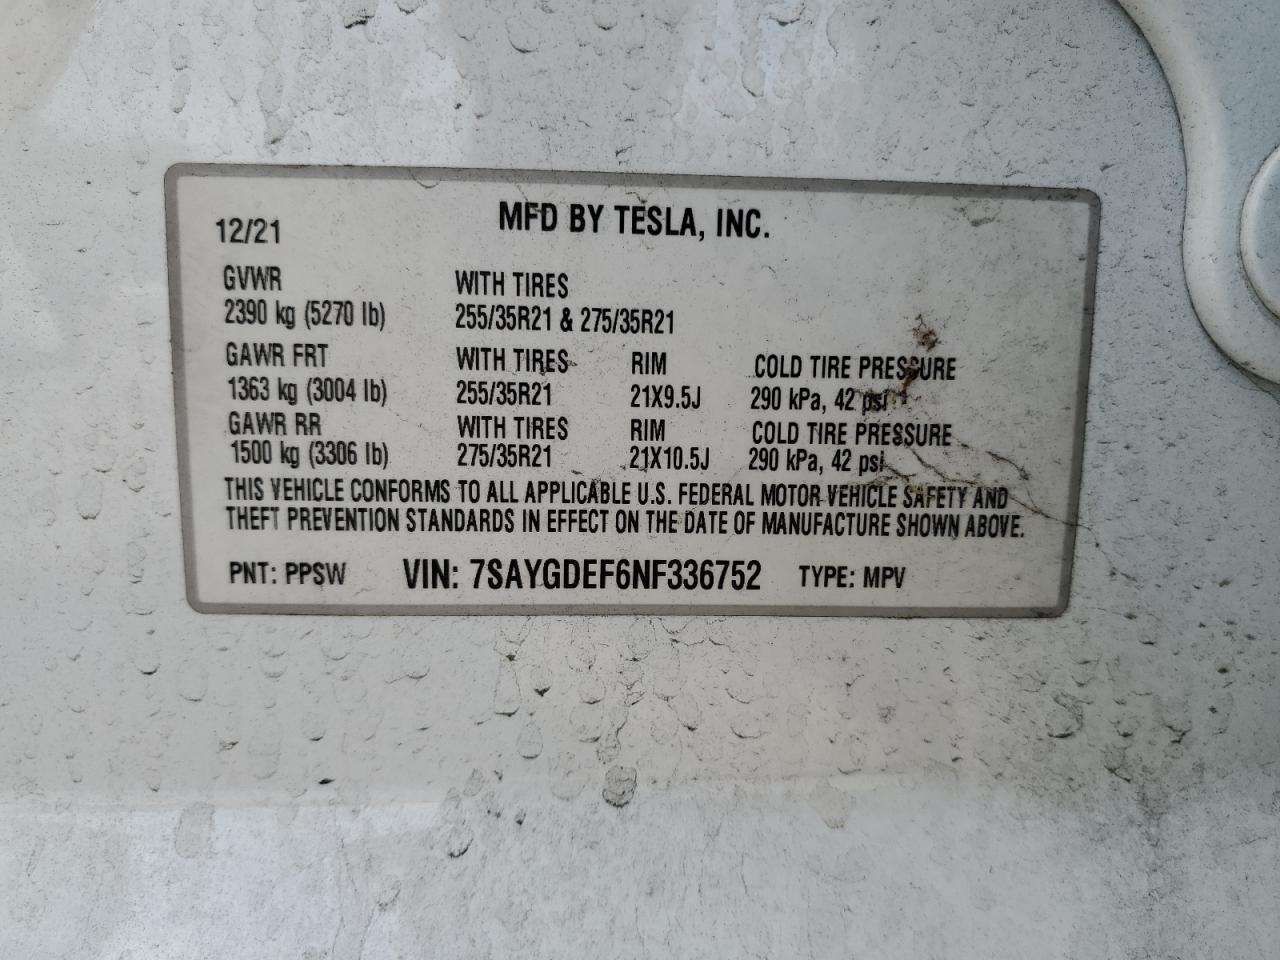 12/21 MFD BY TESLA, INC.
GVWR WITH TIRES
2390 kg (5270 lb) 255/35R21 & 275/35R21
GAWR FRT WITH TIRES RIM COLD TIRE PRESSURE
1363 kg (3004 lb) 255/35R21 21X9.5J 290 kPa, 42 psi
GAWR RR WITH TIRES RIM COLD TIRE PRESSURE
1500 kg (3306 lb) 275/35R21 21X10.5J 290 kPa, 42 psi
THIS VEHICLE CONFORMS TO ALL APPLICABLE U.S. FEDERAL MOTOR VEHICLE SAFETY AND
THEFT PREVENTION STANDARDS IN EFFECT ON THE DATE OF MANUFACTURE SHOWN ABOVE.
PNT: PPSW VIN: 7SAYGDEF6NF336752 TYPE: MPV